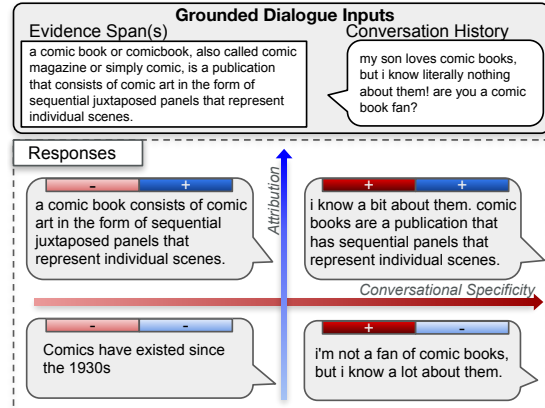 Grounded Dialogue Inputs
Evidence Span(s)
a comic book or comicbook, also called comic
magazine or simply comic, is a publication
that consists of comic art in the form of
sequential juxtaposed panels that represent
individual scenes.
Conversation History
my son loves comic books,
but i know literally nothing
about them! are you a comic
book fan?
Responses
- +
a comic book consists of comic
art in the form of sequential
juxtaposed panels that
represent individual scenes.
Attribution
+ +
i know a bit about them. comic
books are a publication that
has sequential panels that
represent individual scenes.
Conversational Specificity
- -
Comics have existed since
the 1930s
+ -
i'm not a fan of comic books,
but i know a lot about them.